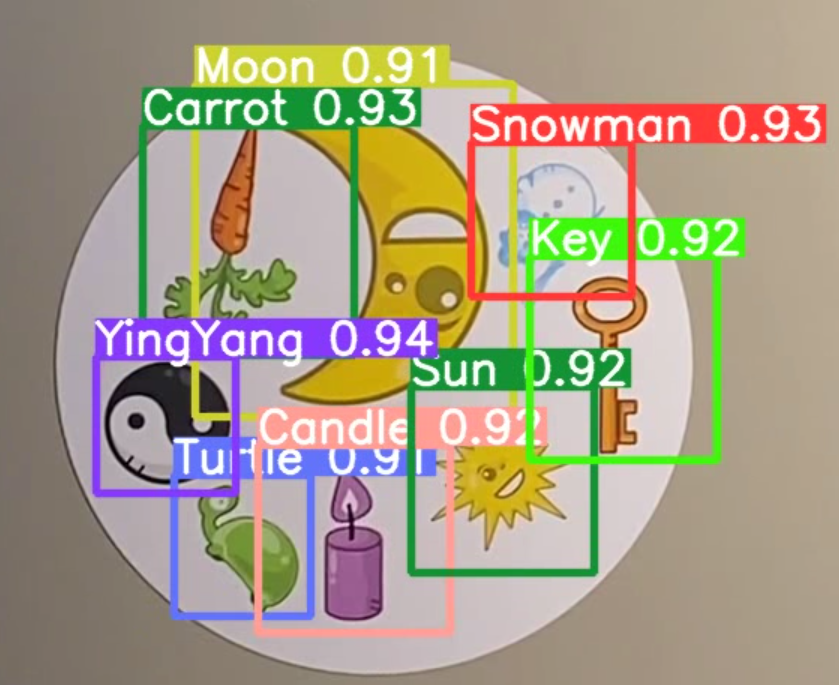 Moon 0.91
Carrot 0.93
Snowman 0.93
Key 0.92
YingYang 0.94
Sun 0.92
Candle 0.92
Turtle 0.91